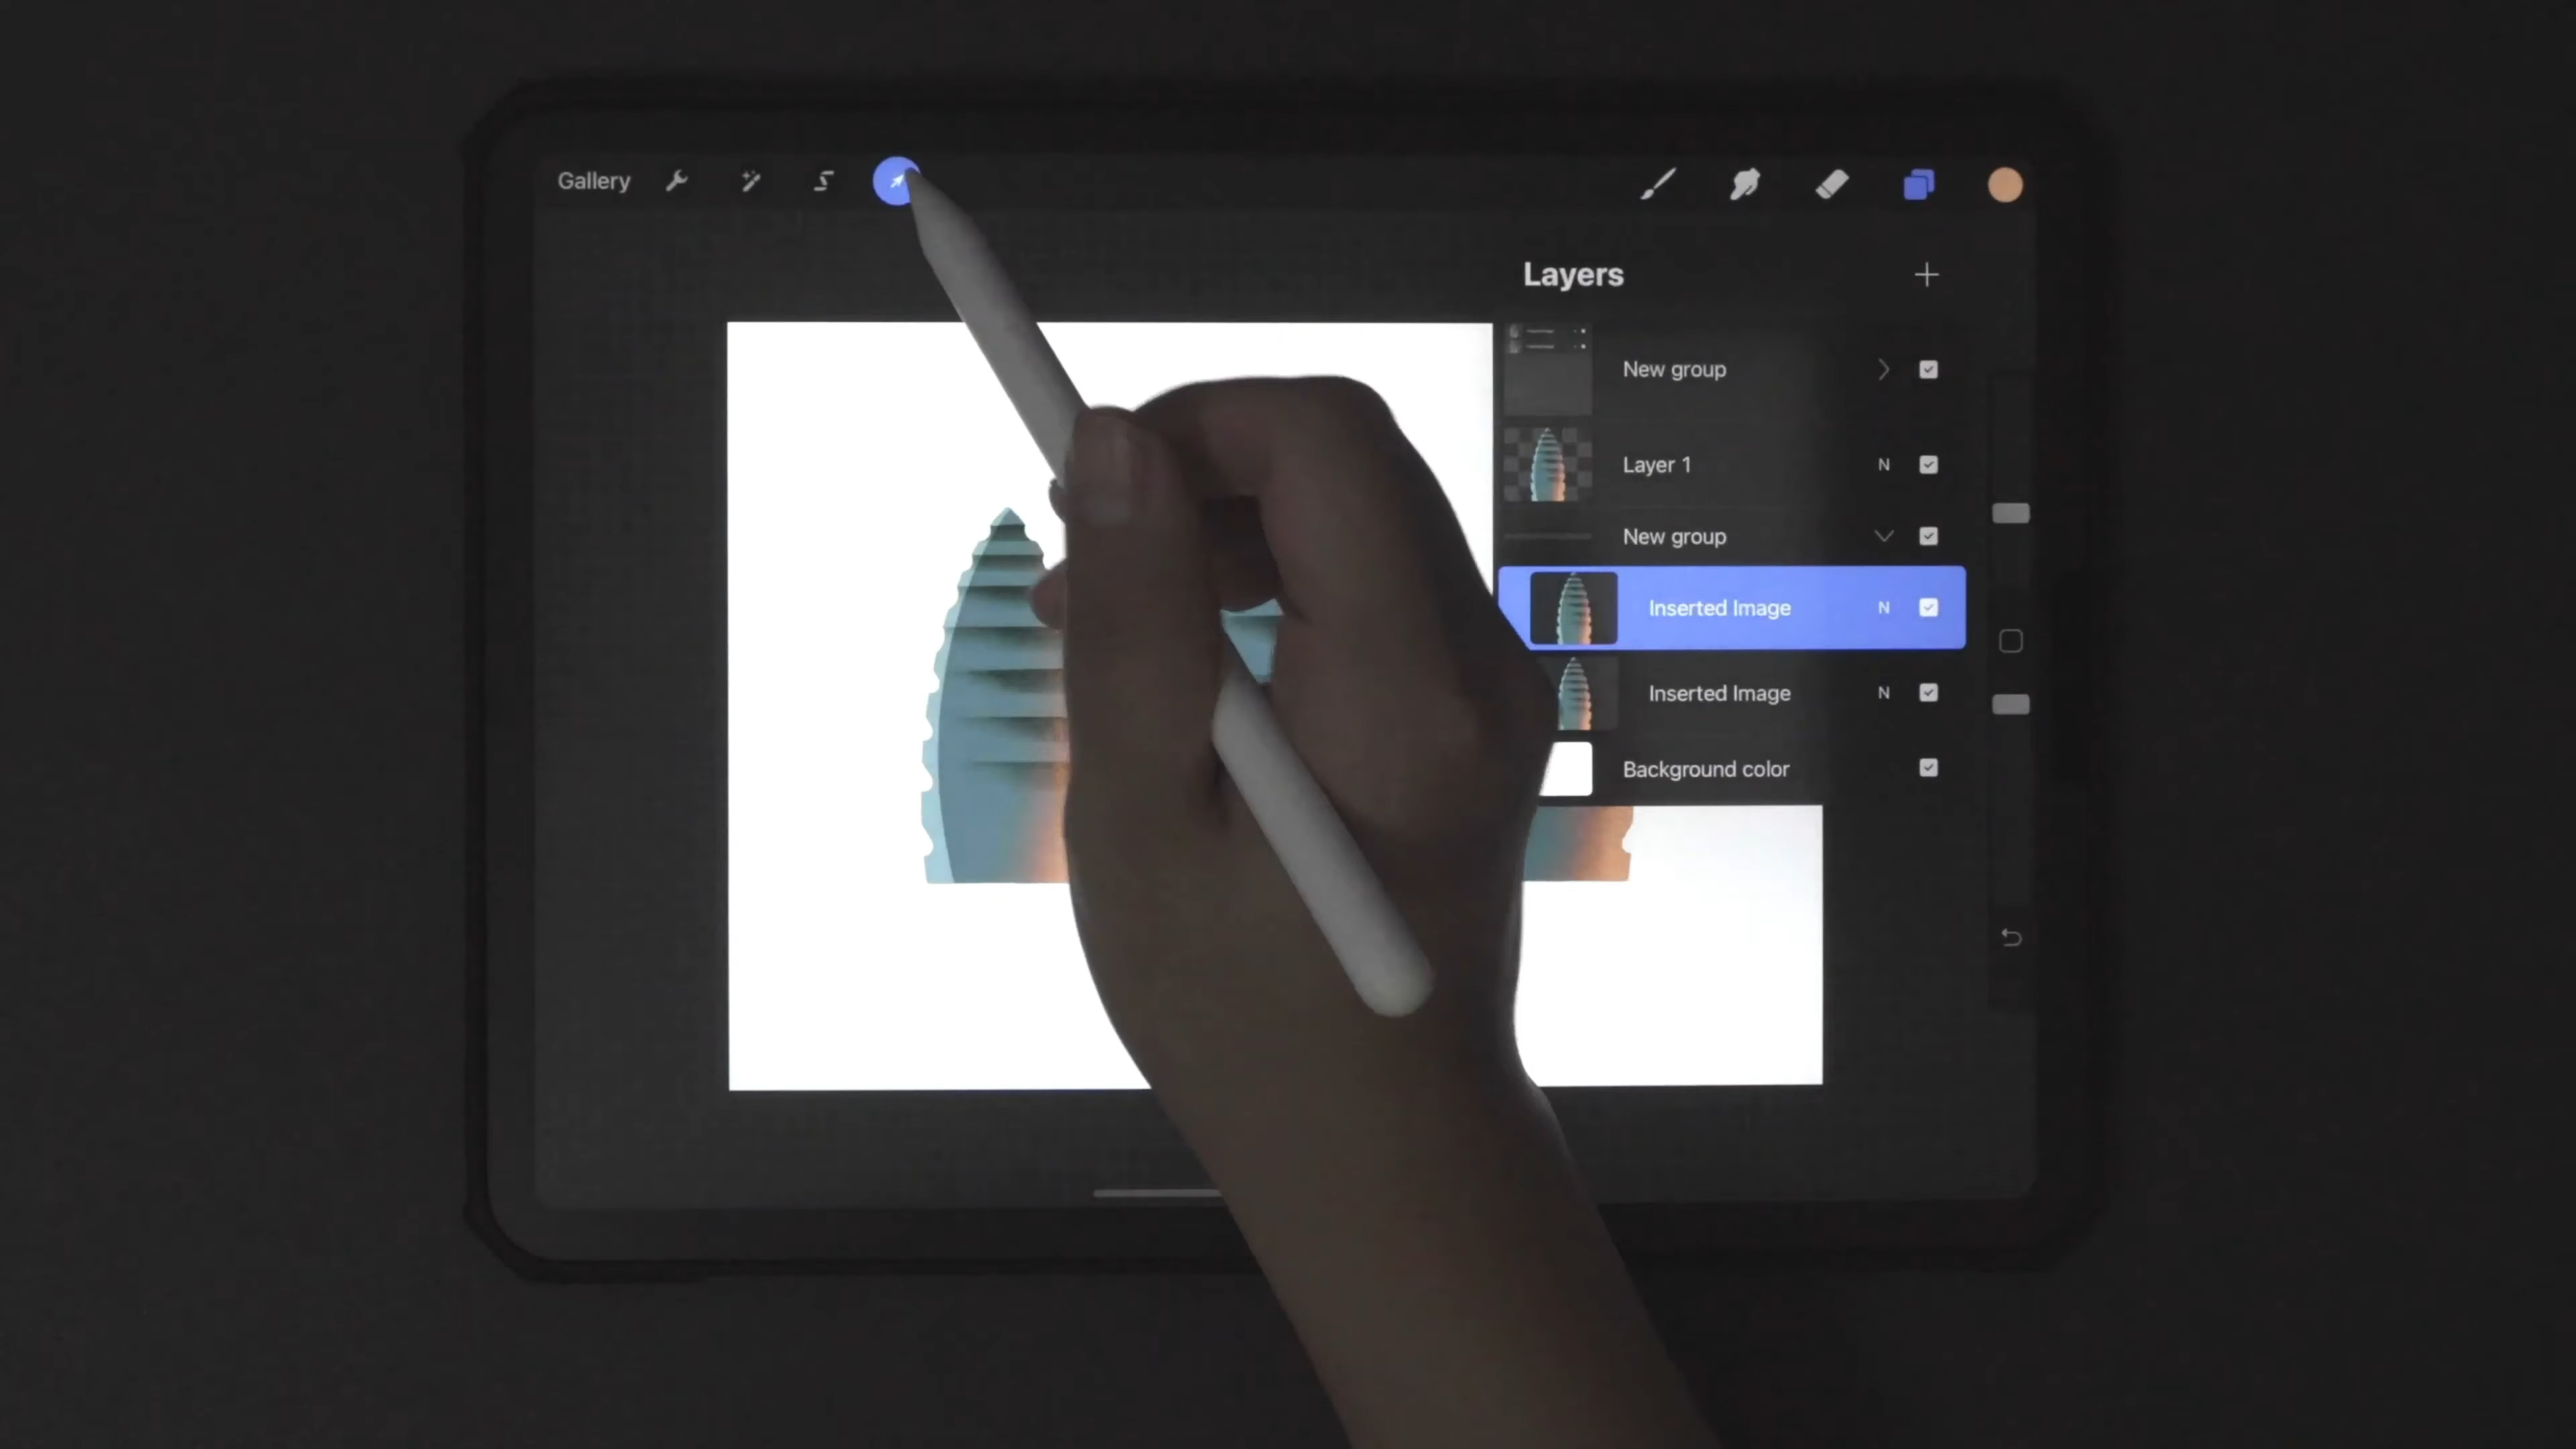 Gallery
Layers
New group
Layer 1 N
New group
Inserted Image N
Inserted Image N
Background color